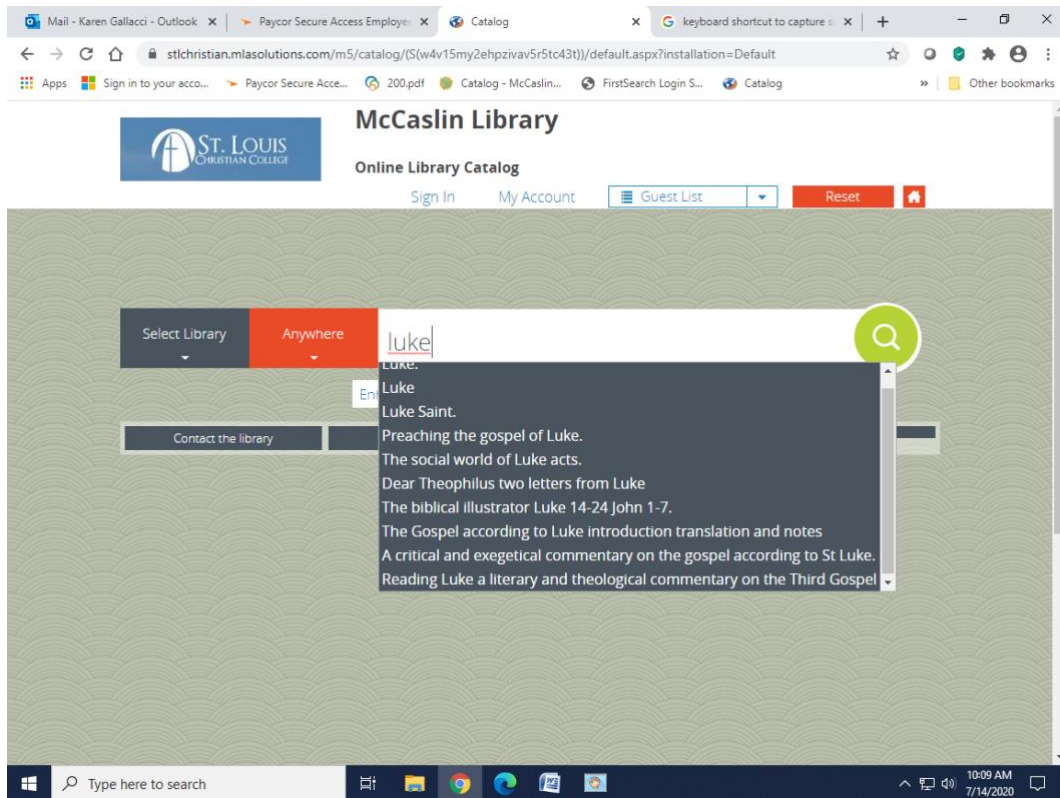 Mail - Karen Gallacci - Outlook
Paycor Secure Access Employe
Catalog
keyboard shortcut to capture s
stlchristian.mlasolutions.com/m5/catalog/(S(w4v15my2ehpzivav5r5tc43t))/default.aspx?installation=Default
Apps Sign in to your acco... Paycor Secure Acce... 200.pdf Catalog - McCaslin... FirstSearch Login S... Catalog » Other bookmarks
ST. LOUIS
CHRISTIAN COLLEGE
McCaslin Library
Online Library Catalog
Sign In My Account Guest List Reset
Select Library Anywhere luke
Luke.
Luke
Luke Saint.
Preaching the gospel of Luke.
The social world of Luke acts.
Dear Theophilus two letters from Luke
The biblical illustrator Luke 14-24 John 1-7.
The Gospel according to Luke introduction translation and notes
A critical and exegetical commentary on the gospel according to St Luke.
Reading Luke a literary and theological commentary on the Third Gospel
Contact the library
Type here to search
10:09 AM
7/14/2020